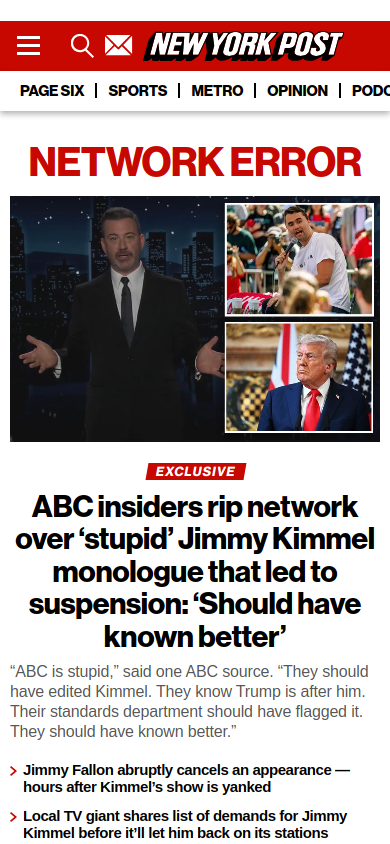 NEW YORK POST
PAGE SIX | SPORTS | METRO | OPINION | PODC
NETWORK ERROR
EXCLUSIVE
ABC insiders rip network
over ‘stupid’ Jimmy Kimmel
monologue that led to
suspension: ‘Should have
known better’
“ABC is stupid,” said one ABC source. “They should
have edited Kimmel. They know Trump is after him.
Their standards department should have flagged it.
They should have known better.”
Jimmy Fallon abruptly cancels an appearance —
hours after Kimmel’s show is yanked
Local TV giant shares list of demands for Jimmy
Kimmel before it’ll let him back on its stations